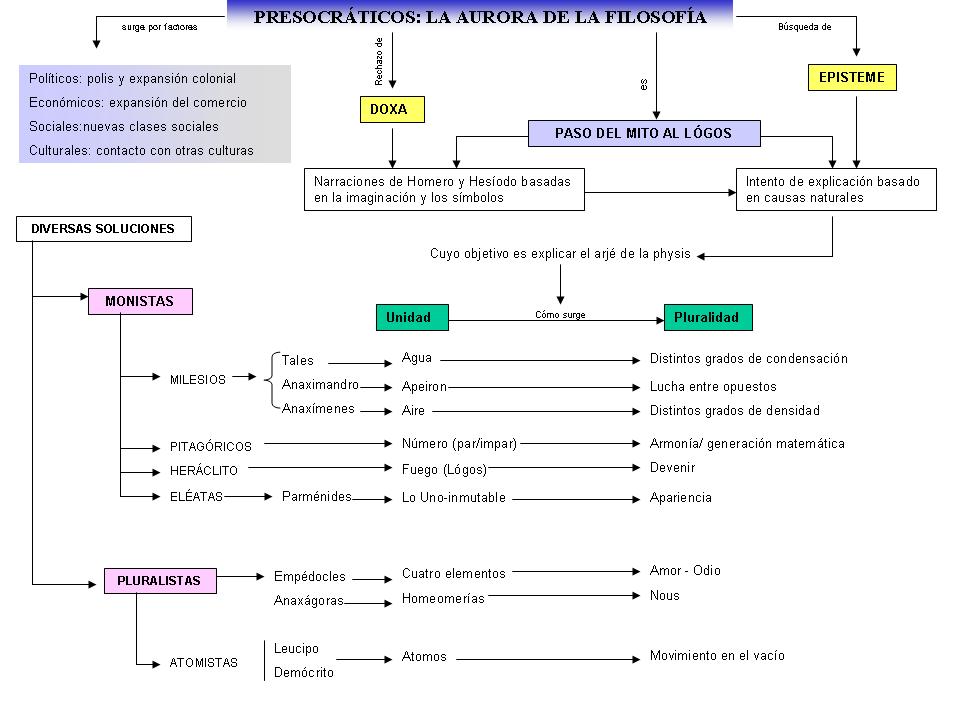 PRESOCRÁTICOS: LA AURORA DE LA FILOSOFÍA
surge por factores
Rechazo de
es
Búsqueda de
Políticos: polis y expansión colonial
Económicos: expansión del comercio
Sociales:nuevas clases sociales
Culturales: contacto con otras culturas
DOXA
EPISTEME
PASO DEL MITO AL LÓGOS
Narraciones de Homero y Hesíodo basadas
en la imaginación y los símbolos
Intento de explicación basado
en causas naturales
DIVERSAS SOLUCIONES
Cuyo objetivo es explicar el arjé de la physis
MONISTAS
Unidad
Cómo surge
Pluralidad
MILESIOS
Tales
Agua
Distintos grados de condensación
Anaximandro
Apeiron
Lucha entre opuestos
Anaxímenes
Aire
Distintos grados de densidad
PITAGÓRICOS
Número (par/impar)
Armonía/ generación matemática
HERÁCLITO
Fuego (Lógos)
Devenir
ELÉATAS
Parménides
Lo Uno-inmutable
Apariencia
PLURALISTAS
Empédocles
Cuatro elementos
Amor - Odio
Anaxágoras
Homeomerías
Nous
ATOMISTAS
Leucipo
Demócrito
Atomos
Movimiento en el vacío